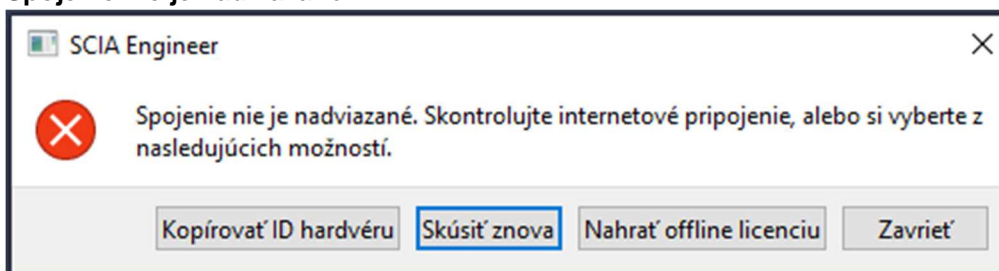 SCIA Engineer
Spojenie nie je nadviazané. Skontrolujte internetové pripojenie, alebo si vyberte z
nasledujúcich možností.
Kopírovať ID hardvéru Skúsiť znova Nahrať offline licenciu Zavrieť